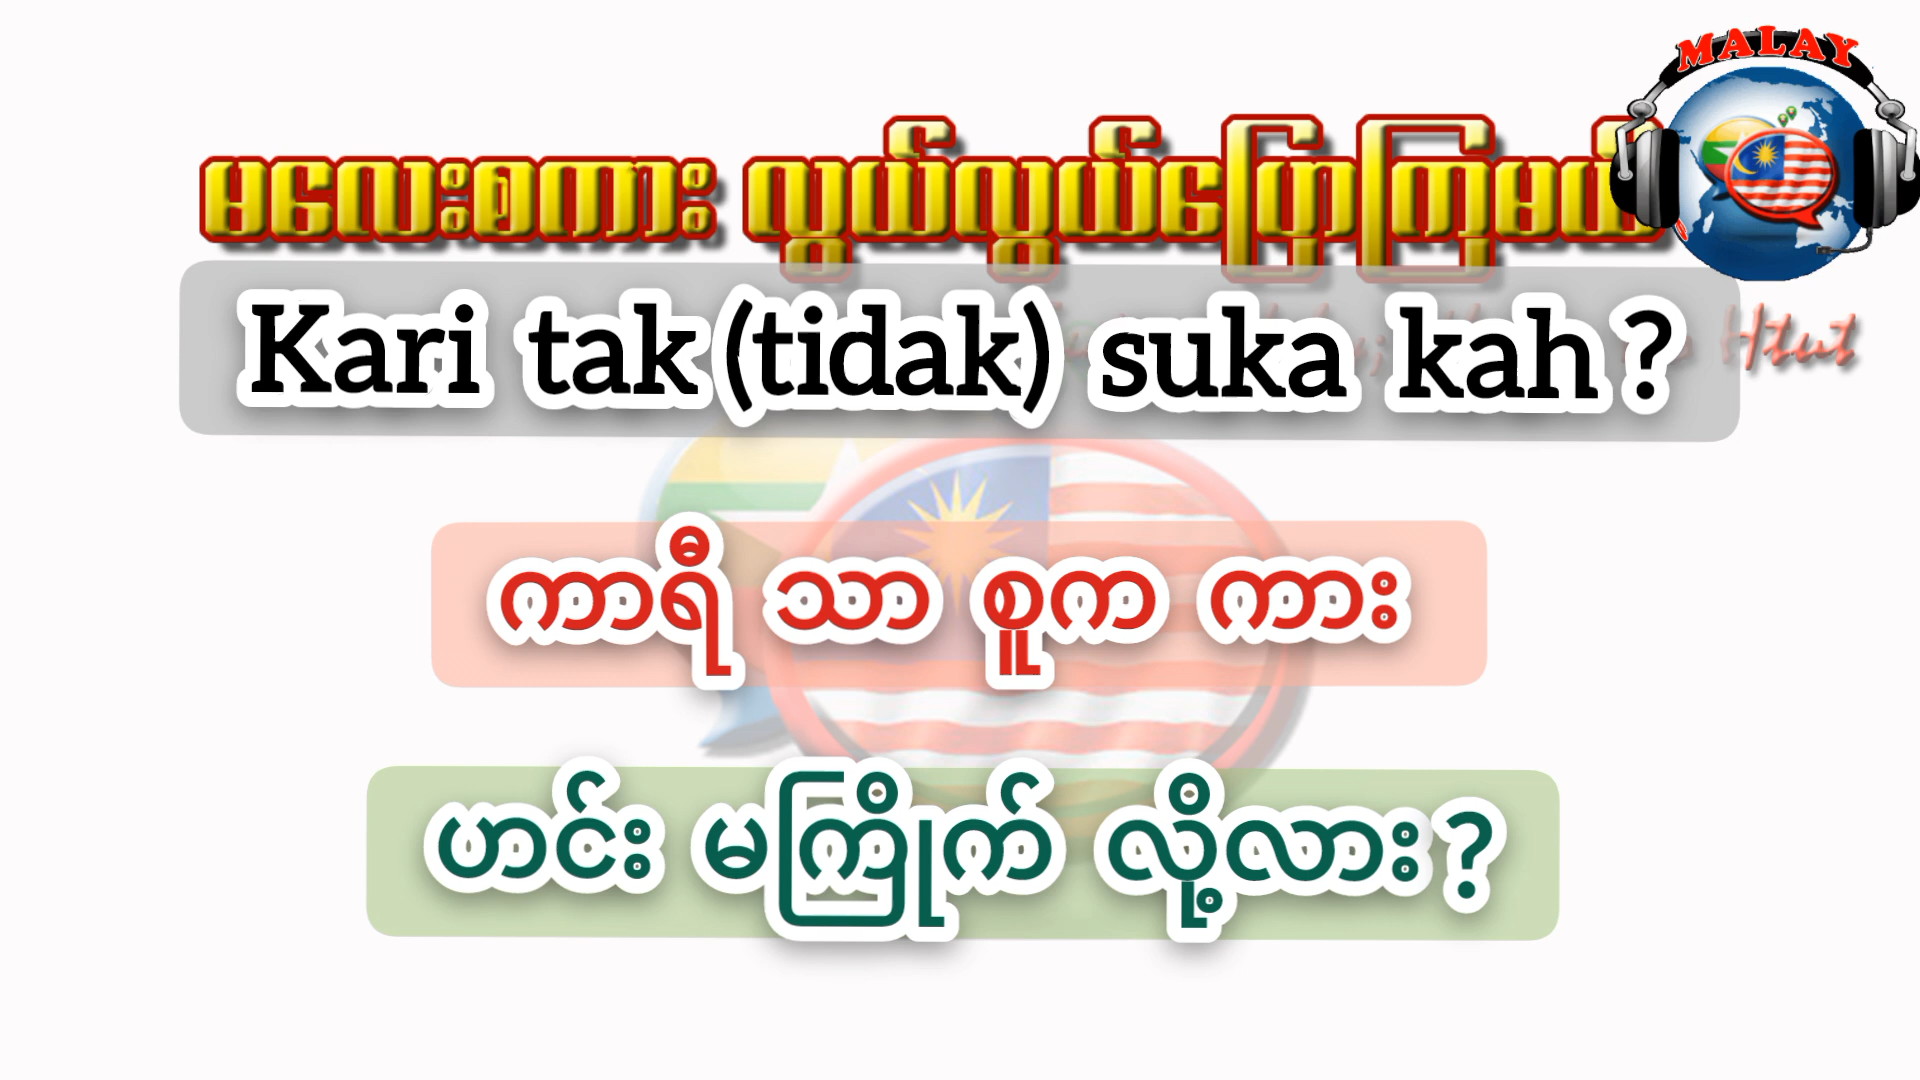 MALAY
မလေးစကား လွယ်လွယ်ပြောကြမယ်
Kari tak (tidak) suka kah ?
Htut
ကာရီ သာ စူက ကား
ဟင်း မကြိုက် လို့လား ?